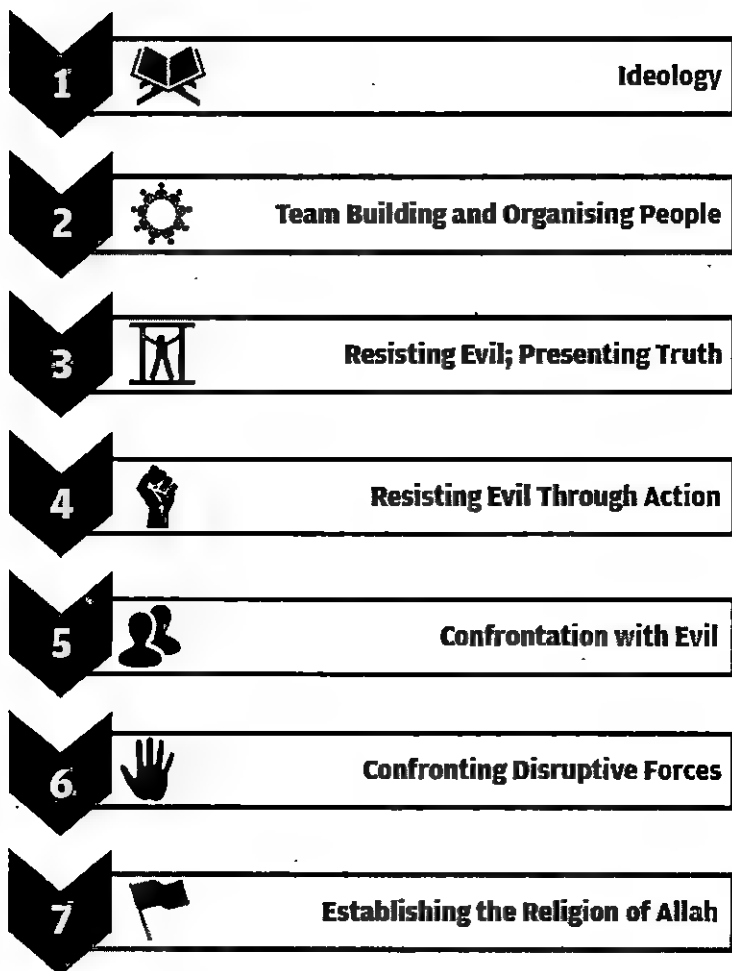 1
Ideology
2
Team Building and Organising People
3
Resisting Evil; Presenting Truth
4
Resisting Evil Through Action
5
Confrontation with Evil
6
Confronting Disruptive Forces
7
Establishing the Religion of Allah